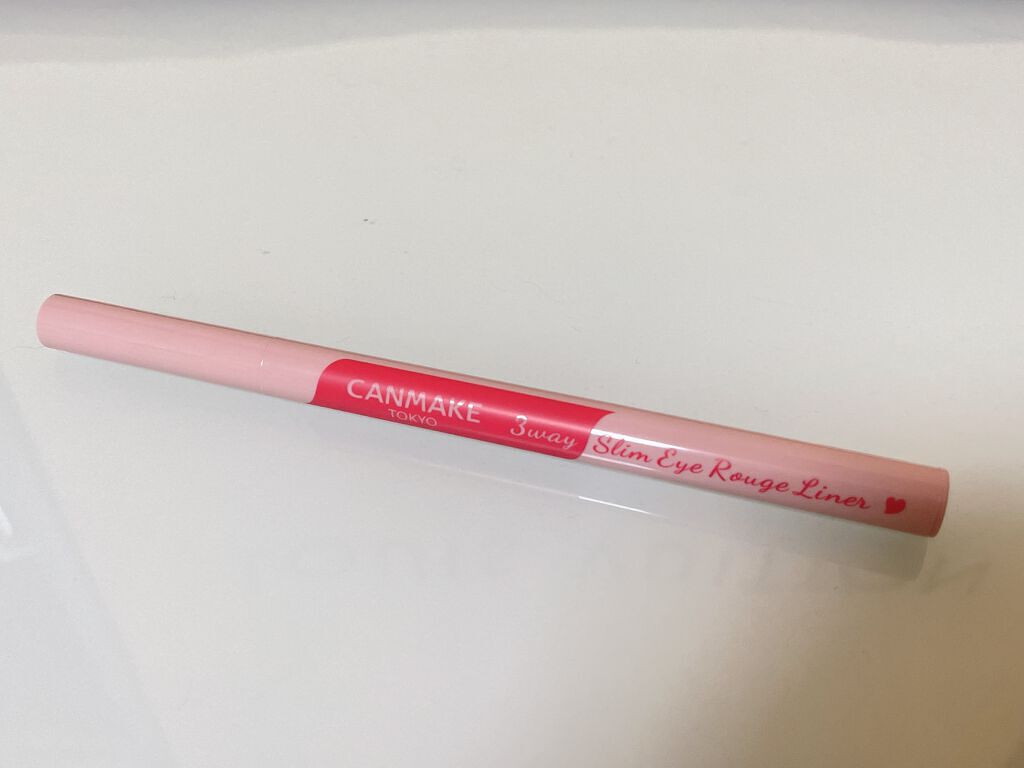 CANMAKE
TOKYO
3way Slim Eye Rouge Liner